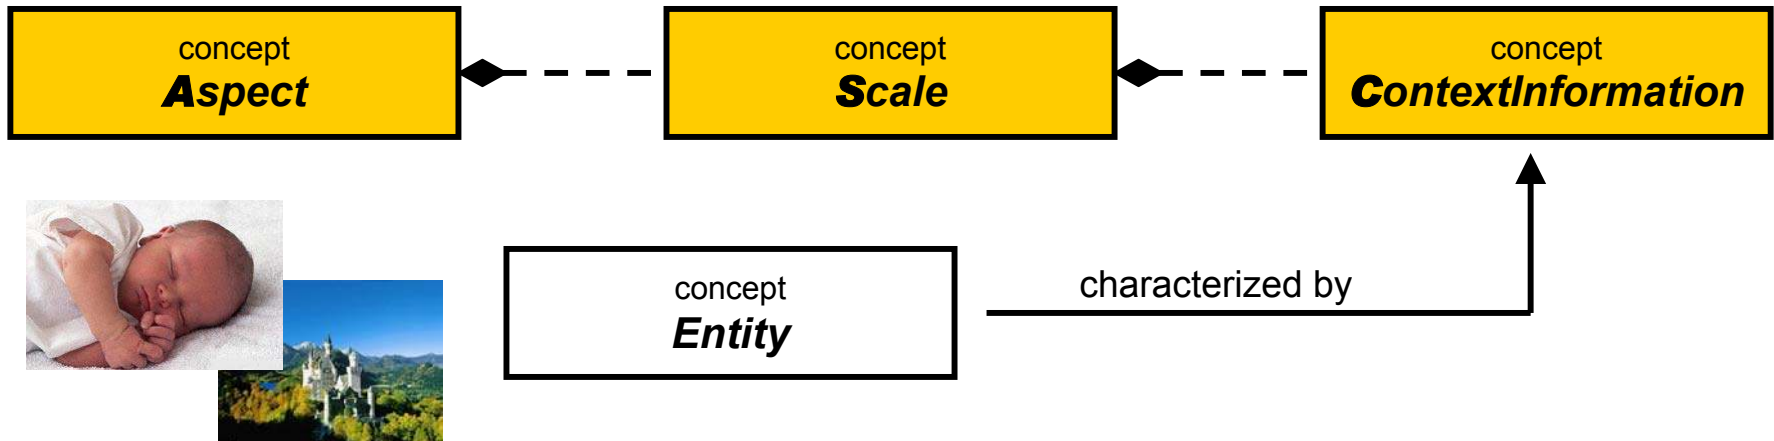 concept
Aspect
concept
Scale
concept
ContextInformation
concept
Entity
characterized by